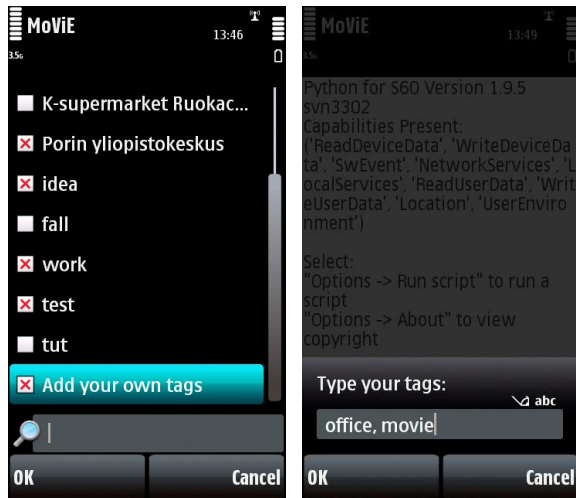 MoViE
13:46
3.5G
K-supermarket Ruokac...
Porin yliopistokeskus
idea
fall
work
test
tut
Add your own tags
OK Cancel
MoViE
13:49
3.5G
Python for S60 Version 1.9.5
svn3302
Capabilities Present:
('ReadDeviceData', 'WriteDeviceDa
ta', 'SwEvent', 'NetworkServices', 'L
ocalServices', 'ReadUserData', 'Writ
eUserData', 'Location', 'UserEnviro
nment')
Select:
"Options -> Run script" to run a
script
"Options -> About" to view
copyright
Type your tags:
abc
office, movie
OK Cancel